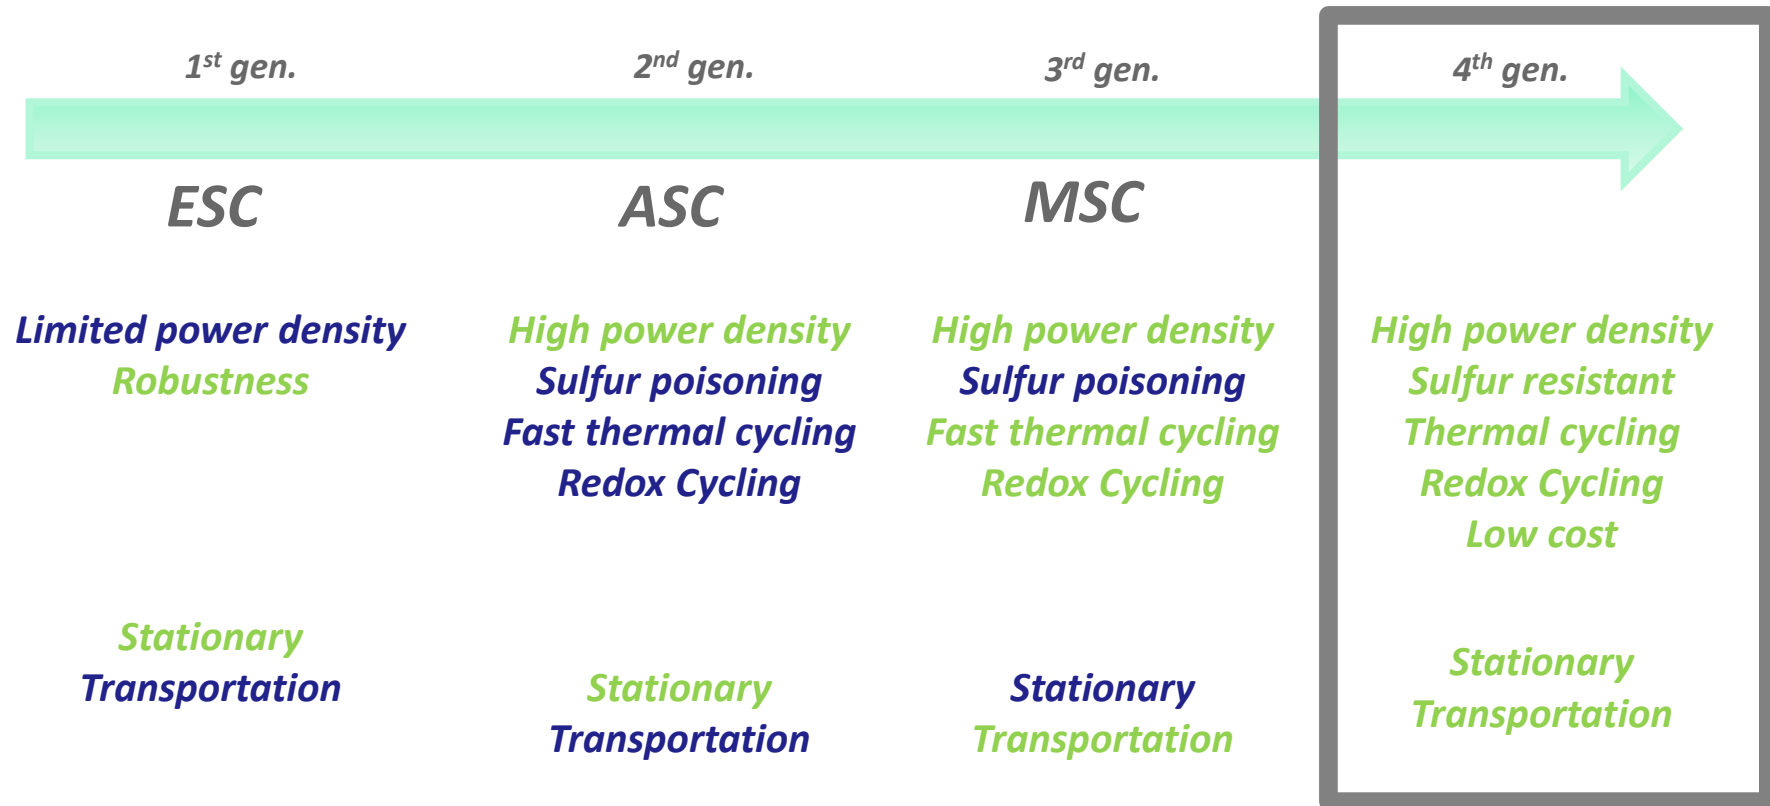 1st gen.
2nd gen.
3rd gen.
4th gen.
ESC
ASC
MSC
Limited power density
Robustness
High power density
Sulfur poisoning
Fast thermal cycling
Redox Cycling
High power density
Sulfur poisoning
Fast thermal cycling
Redox Cycling
High power density
Sulfur resistant
Thermal cycling
Redox Cycling
Low cost
Stationary
Transportation
Stationary
Transportation
Stationary
Transportation
Stationary
Transportation